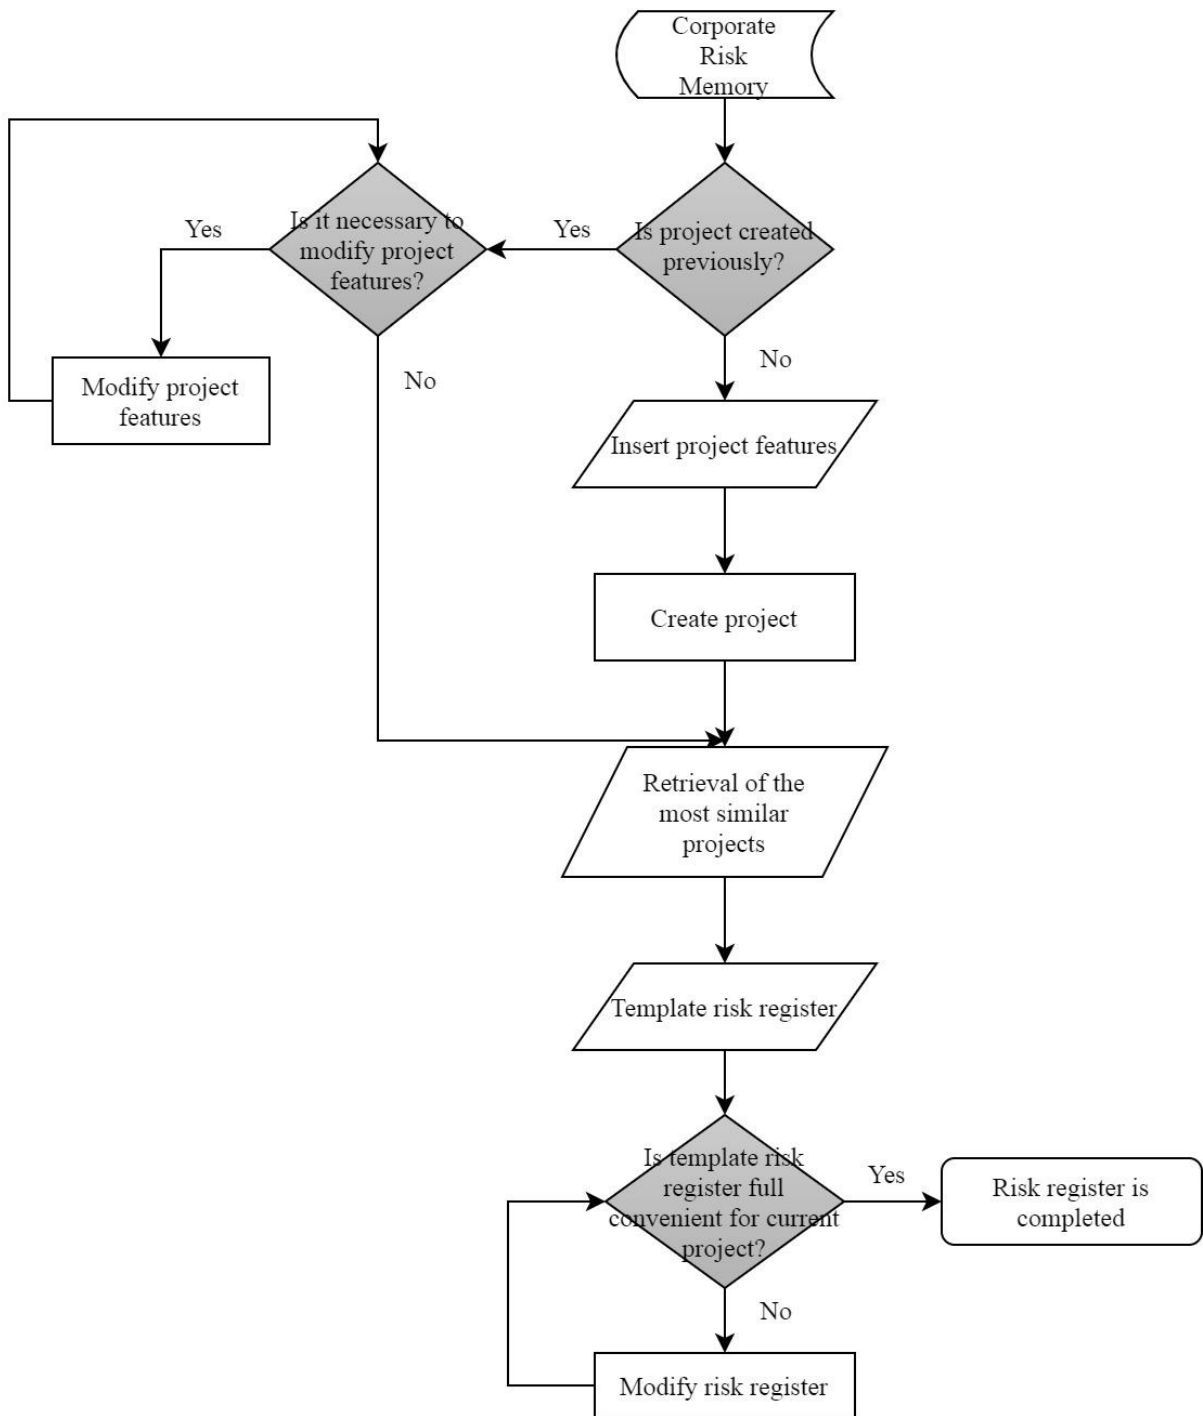 Corporate
Risk
Memory
Is it necessary to
modify project
features?
Yes
Yes
Is project created
previously?
No
No
Modify project
features
Insert project features
Create project
Retrieval of the
most similar
projects
Template risk register
Is template risk
register full
convenient for current
project?
Yes
Risk register is
completed
No
Modify risk register